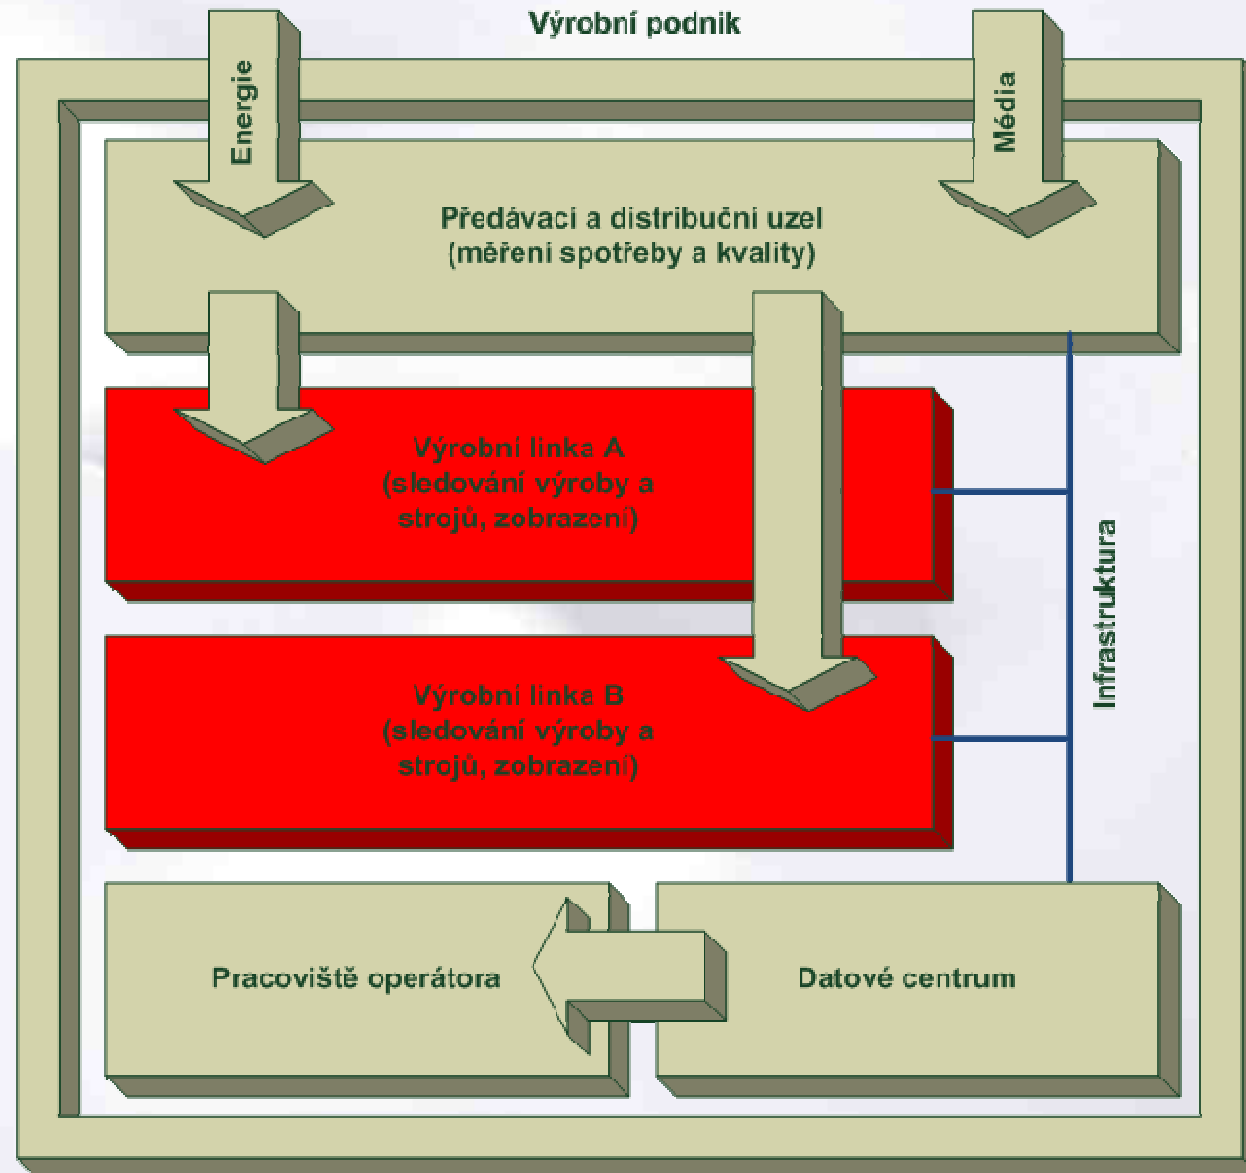 Výrobní podnik
Energie
Média
Předávací a distribuční uzel
(měření spotřeby a kvality)
Výrobní linka A
(sledování výroby a
strojů, zobrazení)
Infrastruktura
Výrobní linka B
(sledování výroby a
strojů, zobrazení)
Pracoviště operátora
Datové centrum